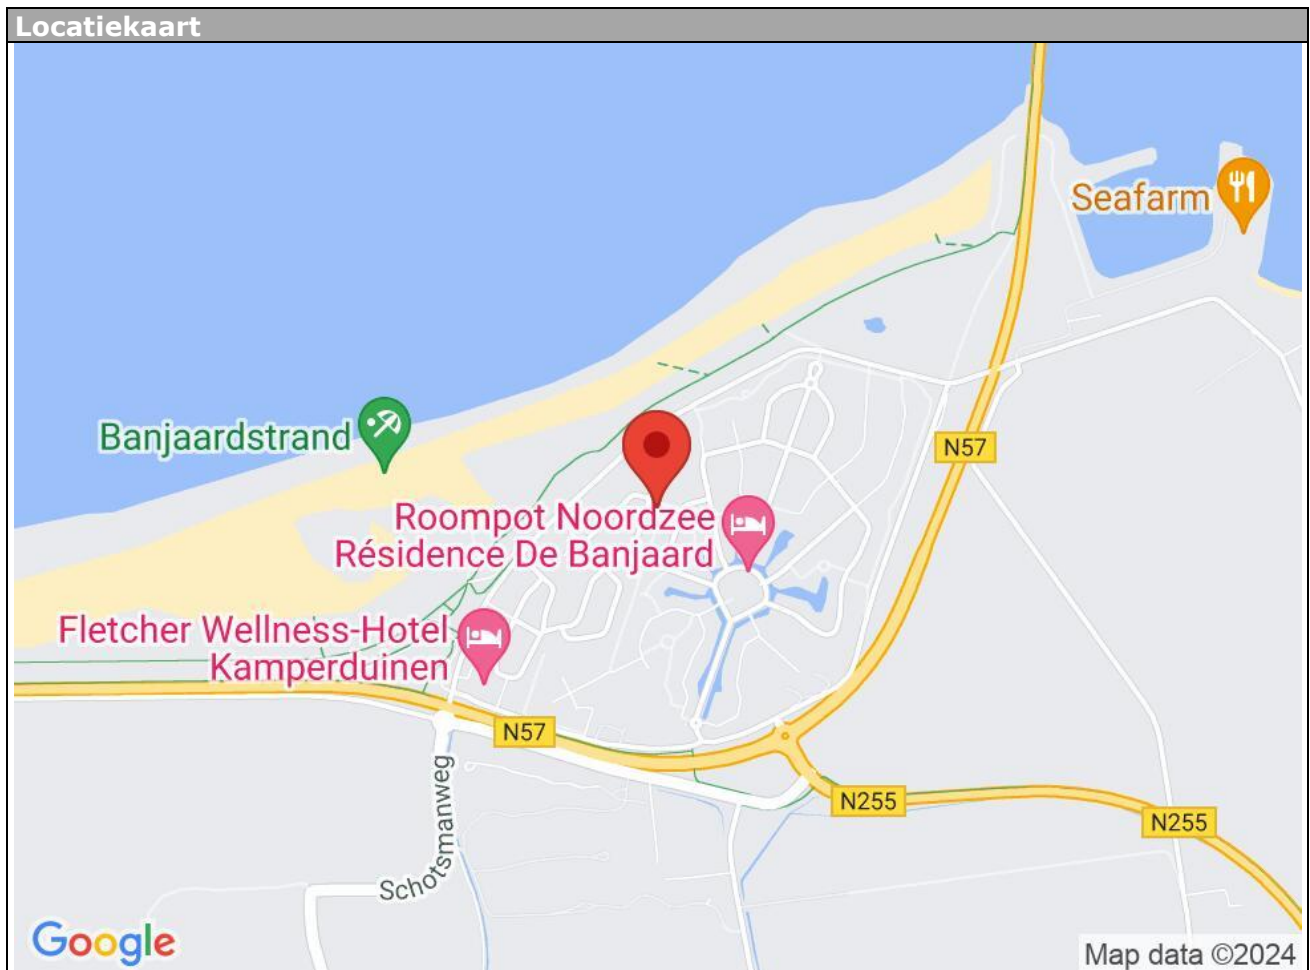 Locatiekaart
Seafarm
Banjaardstrand
N57
Roompot Noordzee
Résidence De Banjaard
Fletcher Wellness-Hotel
Kamperduinen
N57
Schotsmanweg
N255
N255
Google
Map data ©2024